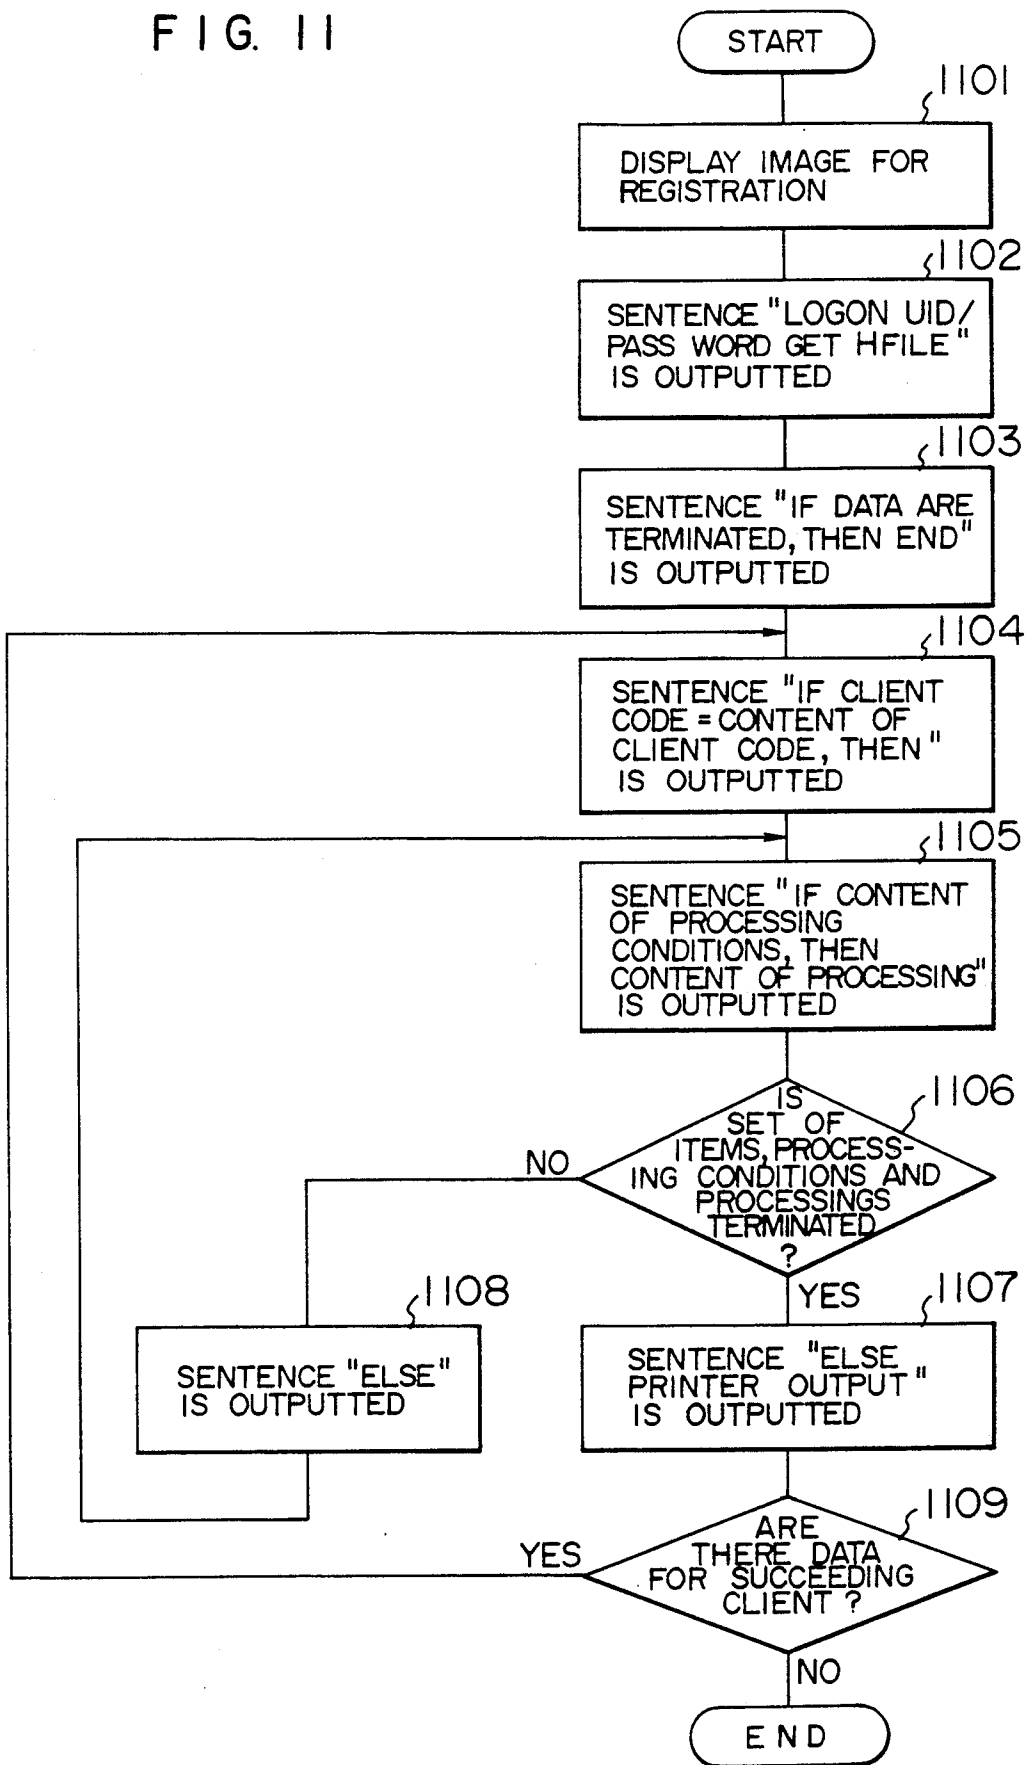 FIG. 11
START
1101
DISPLAY IMAGE FOR
REGISTRATION
1102
SENTENCE "LOGON UID/
PASS WORD GET HFILE"
IS OUTPUTTED
1103
SENTENCE "IF DATA ARE
TERMINATED, THEN END"
IS OUTPUTTED
1104
SENTENCE "IF CLIENT
CODE = CONTENT OF
CLIENT CODE, THEN"
IS OUTPUTTED
1105
SENTENCE "IF CONTENT
OF PROCESSING
CONDITIONS, THEN
CONTENT OF PROCESSING"
IS OUTPUTTED
1106
IS
SET OF
ITEMS, PROCESS-
ING CONDITIONS AND
PROCESSINGS
TERMINATED
?
NO
YES
1108
SENTENCE "ELSE"
IS OUTPUTTED
1107
SENTENCE "ELSE
PRINTER OUTPUT"
IS OUTPUTTED
1109
ARE
THERE DATA
FOR SUCCEEDING
CLIENT ?
YES
NO
END